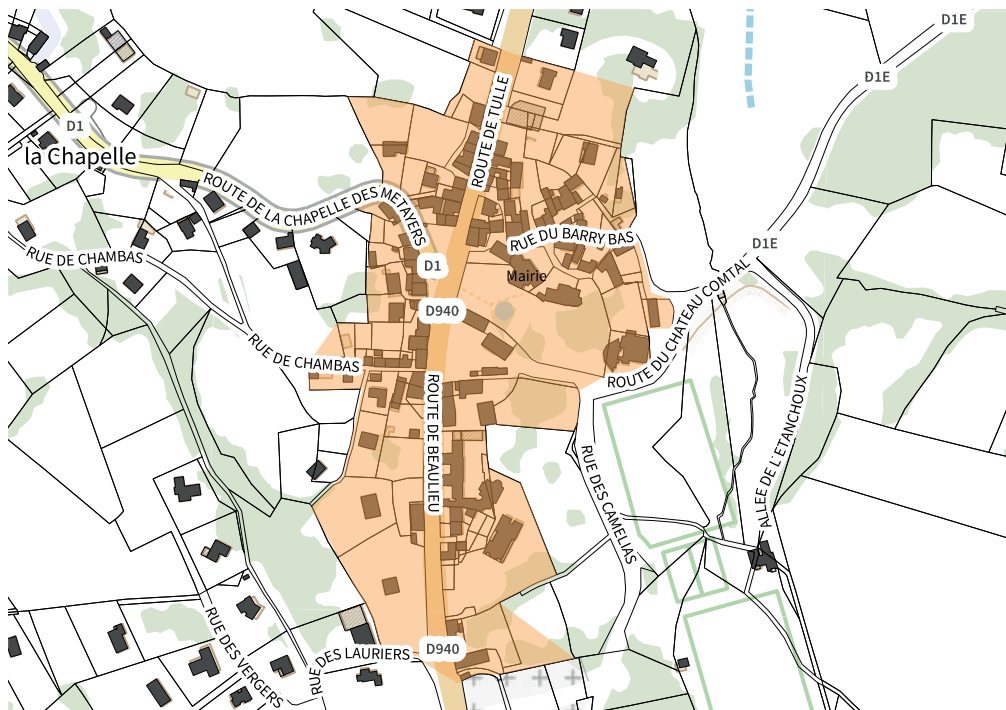 D1E
D1E
ROUTE DE TULLE
D1
la Chapelle
ROUTE DE LA CHAPELLE DES METAYERS
RUE DU BARRY BAS
D1E
RUE DE CHAMBAS
D1
Mairie
D940
ROUTE DU CHATEAU COMTAL
RUE DE CHAMBAS
ROUTE DE BEAULIEU
ALLEE DE L'ETANCHOUX
RUE DES CAMELIAS
RUE DES VERGERS
RUE DES LAURIERS
D940